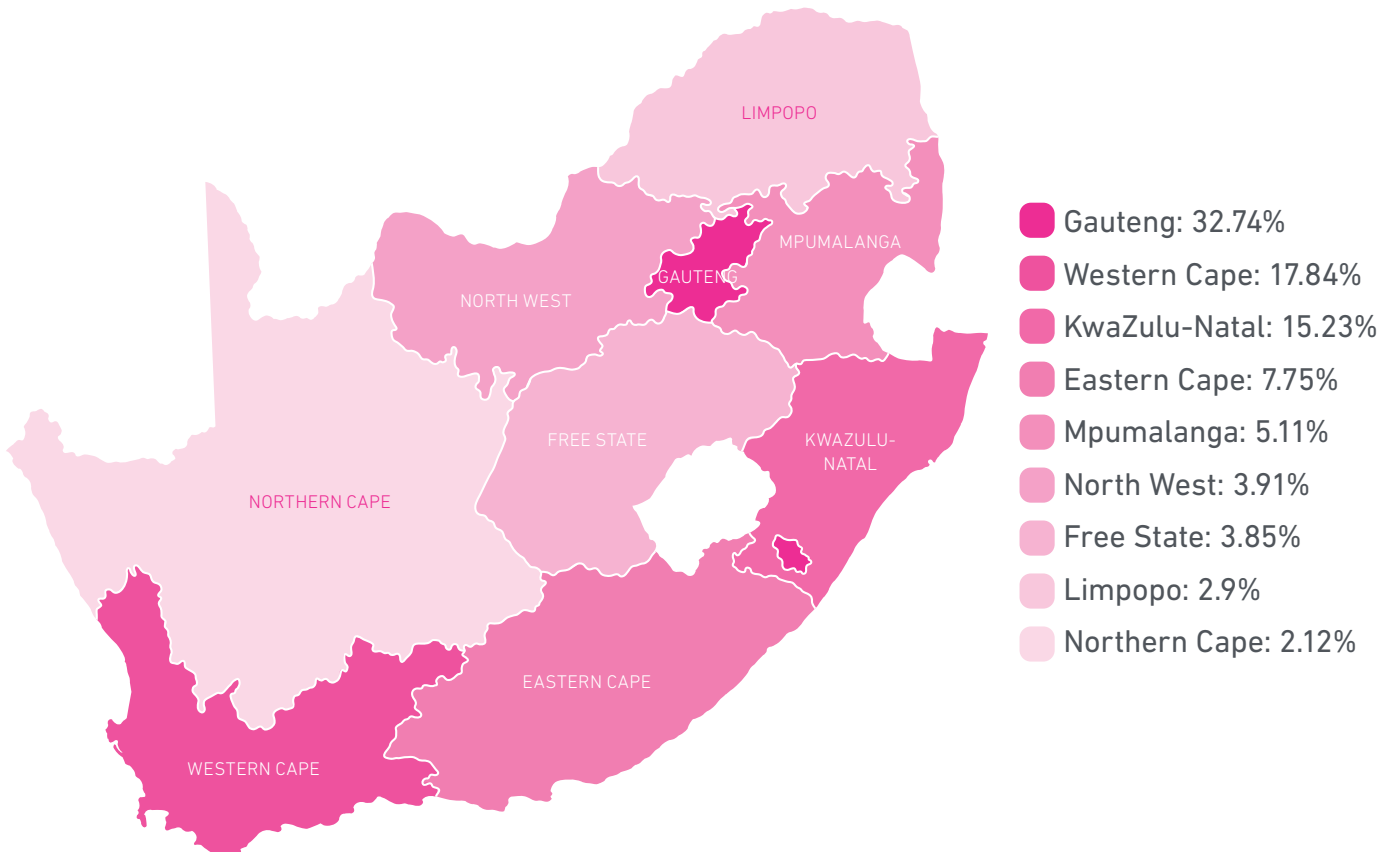 LIMPOPO
MPUMALANGA
GAUTENG
NORTH WEST
FREE STATE
KWAZULU-
NATAL
NORTHERN CAPE
EASTERN CAPE
WESTERN CAPE
Gauteng: 32.74%
Western Cape: 17.84%
KwaZulu-Natal: 15.23%
Eastern Cape: 7.75%
Mpumalanga: 5.11%
North West: 3.91%
Free State: 3.85%
Limpopo: 2.9%
Northern Cape: 2.12%